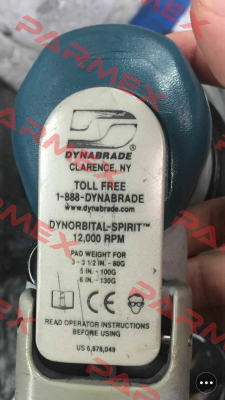 PARMEX
DYNABRADE®
CLARENCE, NY
TOLL FREE
1-888-DYNABRADE
www.dynabrade.com
DYNORBITAL-SPIRIT™
12,000 RPM
PAD WEIGHT FOR
3 - 3 1/2 IN. - 80G
5 IN. - 100G
6 IN. - 130G
CE
READ OPERATOR INSTRUCTIONS
BEFORE USING
US 6,878,049